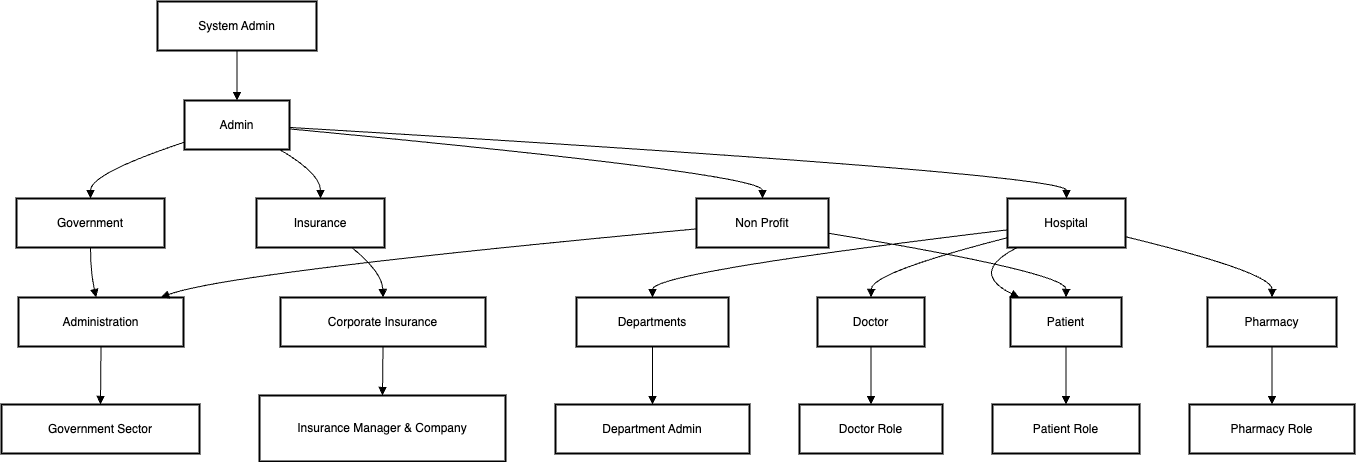 System Admin
Admin
Government
Insurance
Non Profit
Hospital
Administration
Corporate Insurance
Departments
Doctor
Patient
Pharmacy
Government Sector
Insurance Manager & Company
Department Admin
Doctor Role
Patient Role
Pharmacy Role